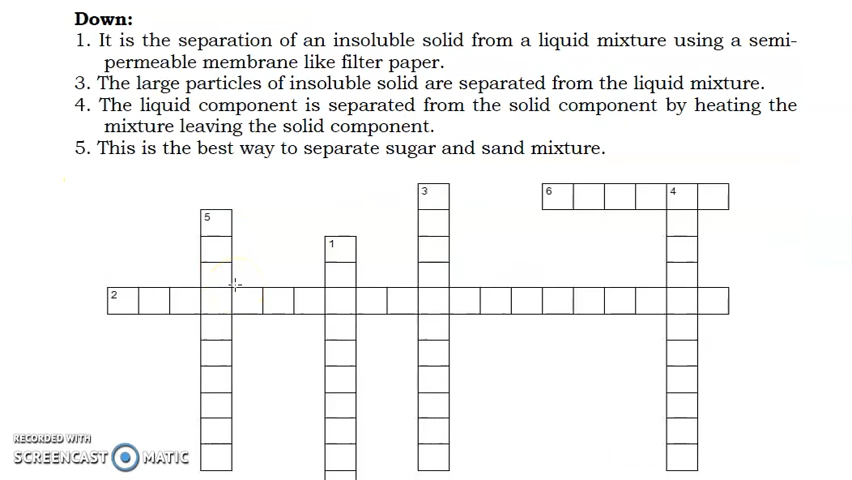 Down:
1. It is the separation of an insoluble solid from a liquid mixture using a semi-
permeable membrane like filter paper.
3. The large particles of insoluble solid are separated from the liquid mixture.
4. The liquid component is separated from the solid component by heating the
mixture leaving the solid component.
5. This is the best way to separate sugar and sand mixture.
3
6
4
5
1
2
RECORDED WITH
SCREENCAST MATIC